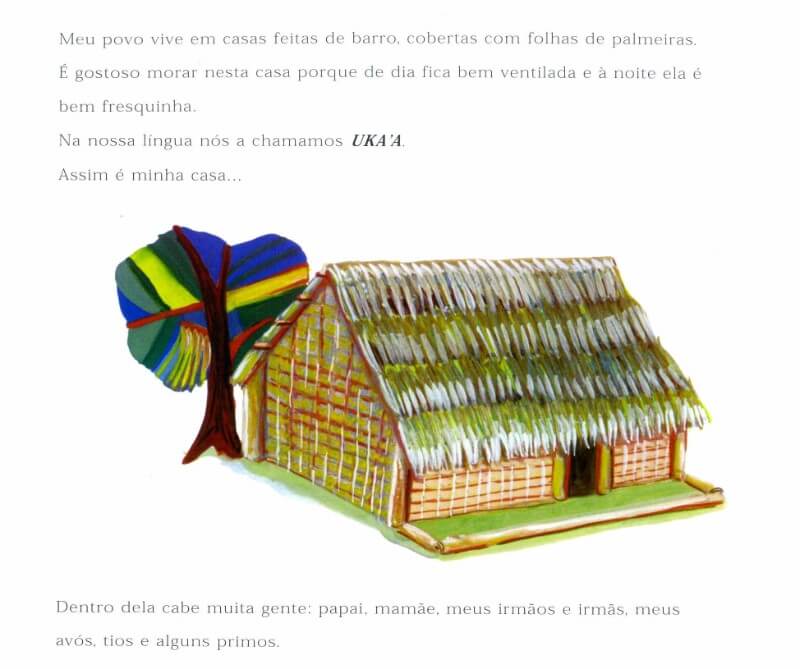 Meu povo vive em casas feitas de barro, cobertas com folhas de palmeiras.
É gostoso morar nesta casa porque de dia fica bem ventilada e à noite ela é
bem fresquinha.
Na nossa língua nós a chamamos UKA'A.
Assim é minha casa...
Dentro dela cabe muita gente: papai, mamãe, meus irmãos e irmãs, meus
avós, tios e alguns primos.